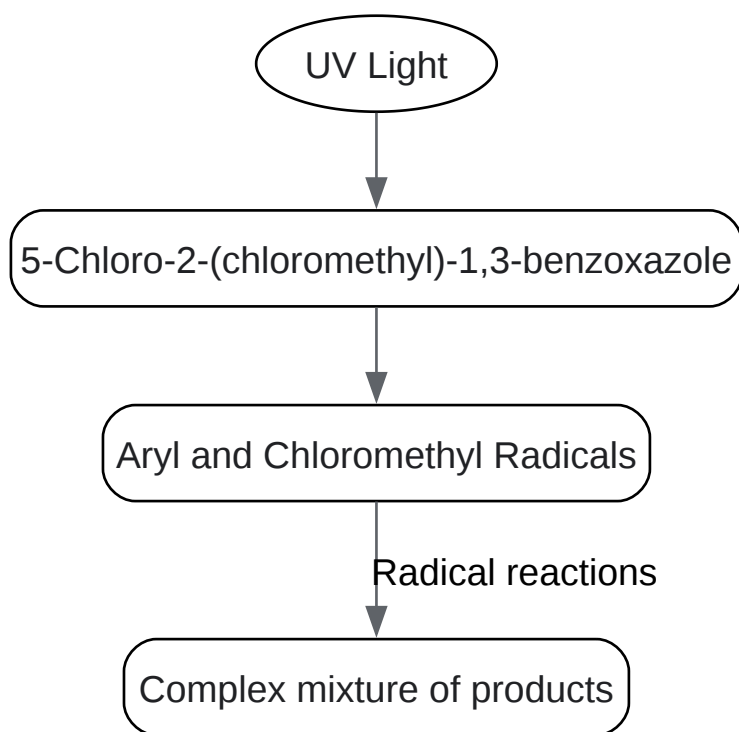 UV Light
5-Chloro-2-(chloromethyl)-1,3-benzoxazole
Aryl and Chloromethyl Radicals
Radical reactions
Complex mixture of products